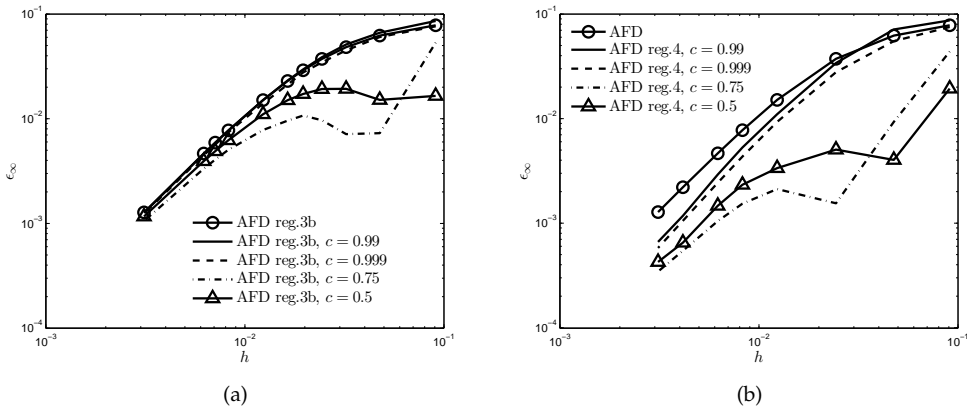 10⁻¹
10⁻²
10⁻³
10⁻⁴
ϵ∞
AFD reg.3b
AFD reg.3b, c = 0.99
AFD reg.3b, c = 0.999
AFD reg.3b, c = 0.75
AFD reg.3b, c = 0.5
10⁻³
10⁻²
10⁻¹
h
(a)
10⁻¹
10⁻²
10⁻³
10⁻⁴
ϵ∞
AFD
AFD reg.4, c = 0.99
AFD reg.4, c = 0.999
AFD reg.4, c = 0.75
AFD reg.4, c = 0.5
10⁻³
10⁻²
10⁻¹
h
(b)